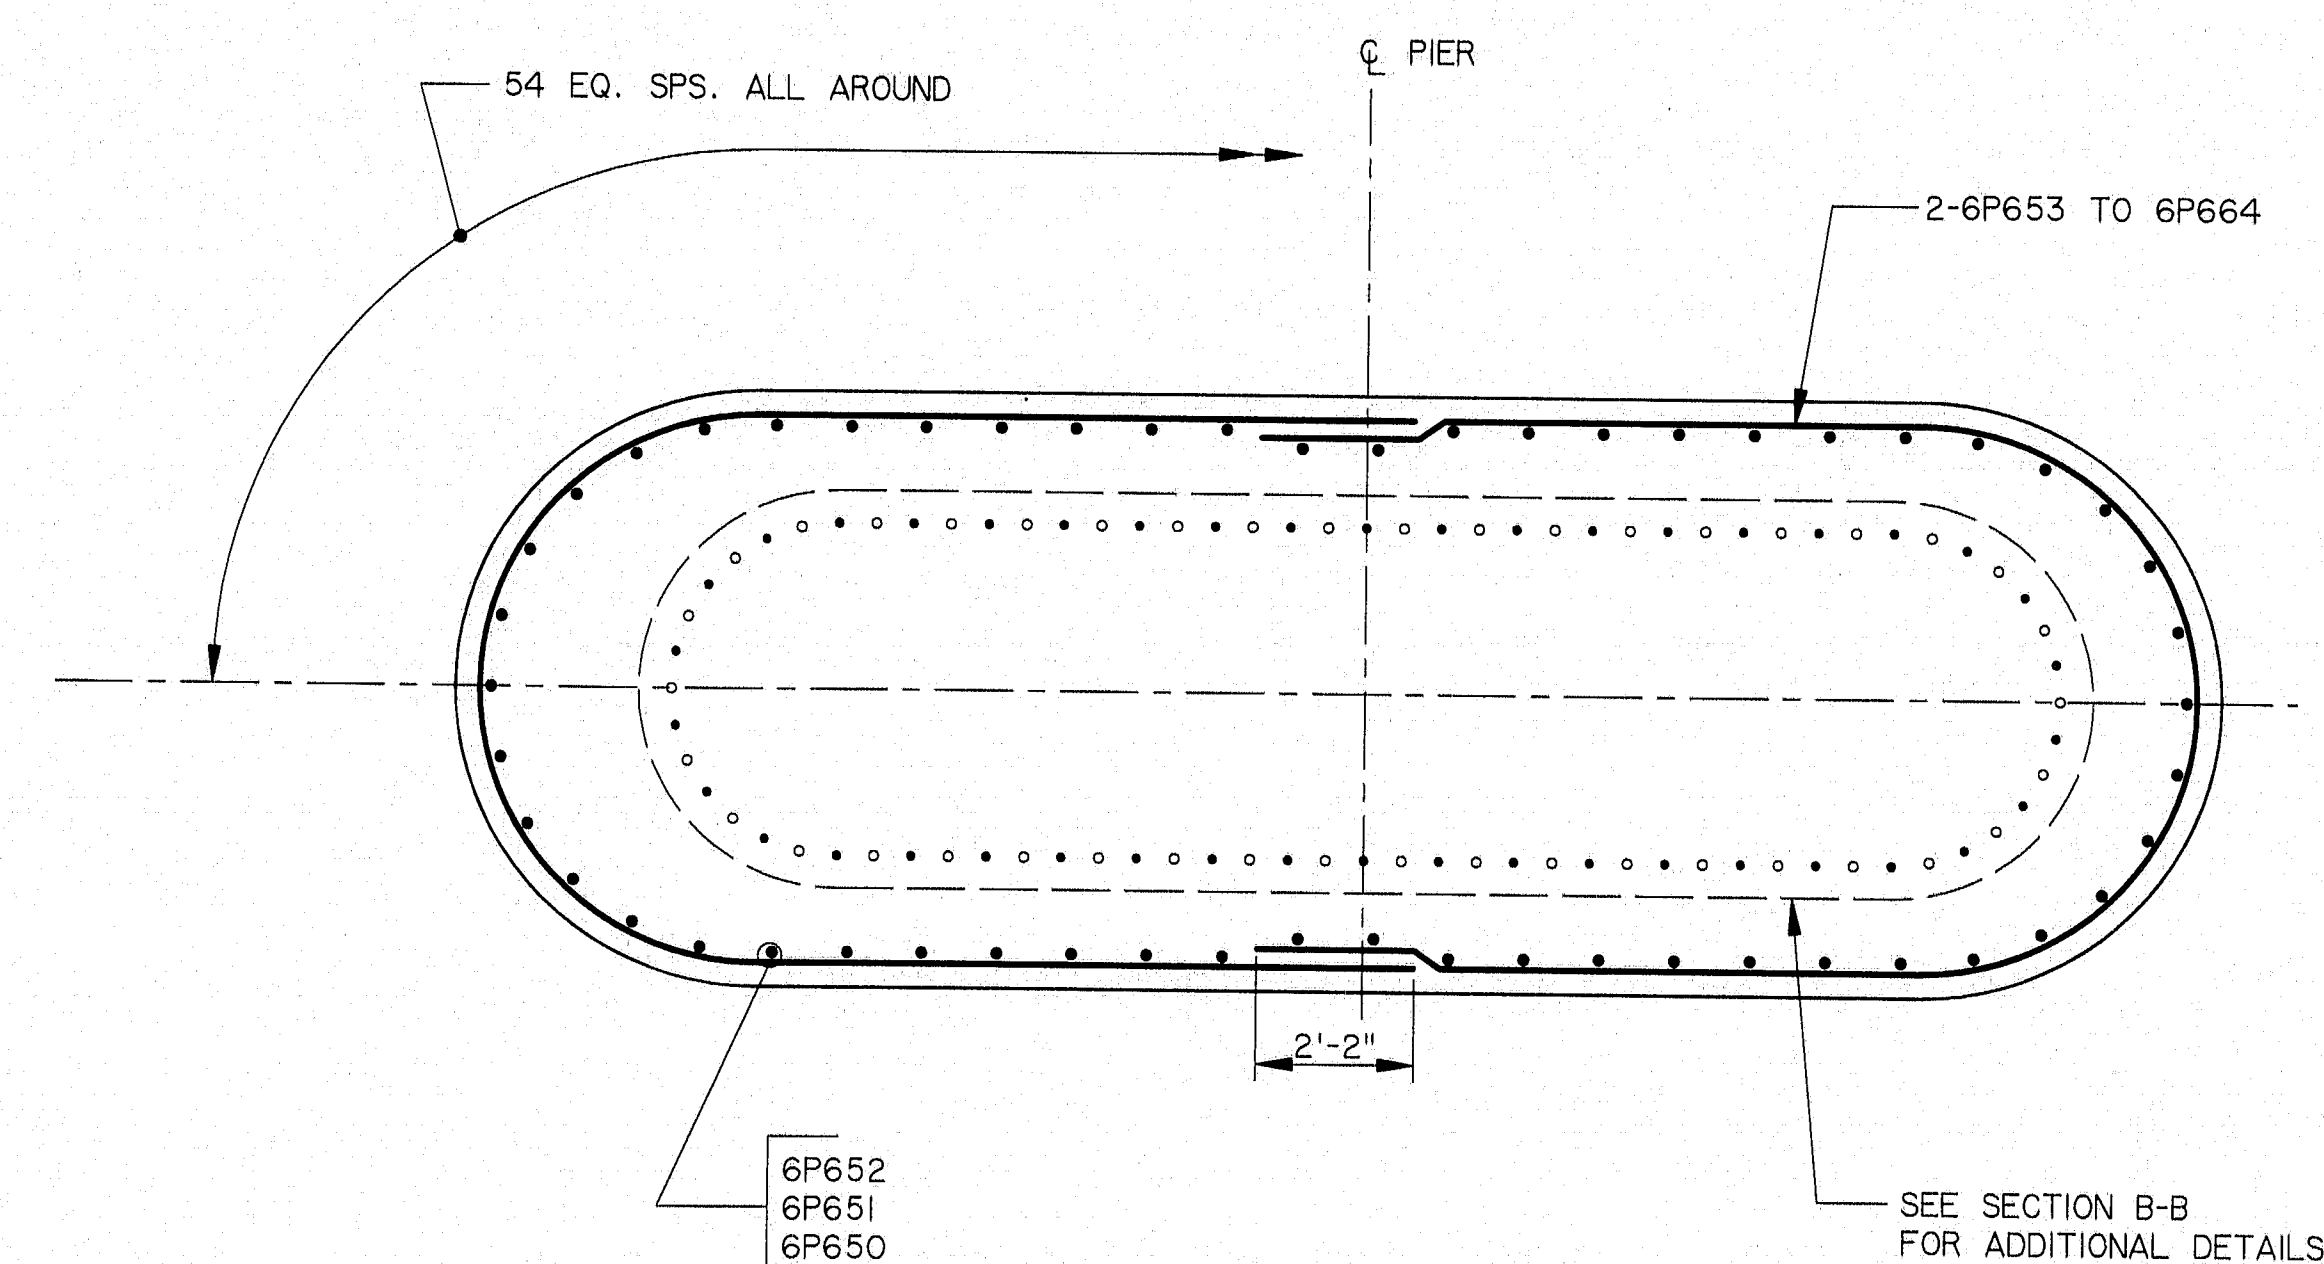 ℄ PIER
54 EQ. SPS. ALL AROUND
2-6P653 TO 6P664
2'-2"
6P652
6P651
6P650
SEE SECTION B-B
FOR ADDITIONAL DETAILS